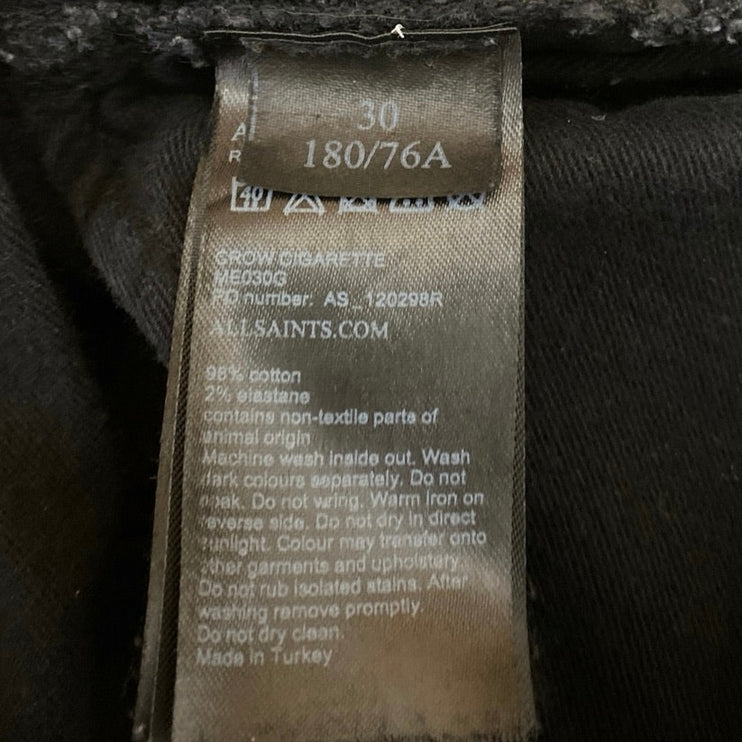 30
180/76A
A
R
40
CROW CIGARETTE
ME030G
PO number: AS_120298R
ALLSAINTS.COM
98% cotton
2% elastane
contains non-textile parts of
animal origin
Machine wash inside out. Wash
dark colours separately. Do not
soak. Do not wring. Warm iron on
reverse side. Do not dry in direct
sunlight. Colour may transfer onto
other garments and upholstery.
Do not rub isolated stains. After
washing remove promptly.
Do not dry clean.
Made in Turkey